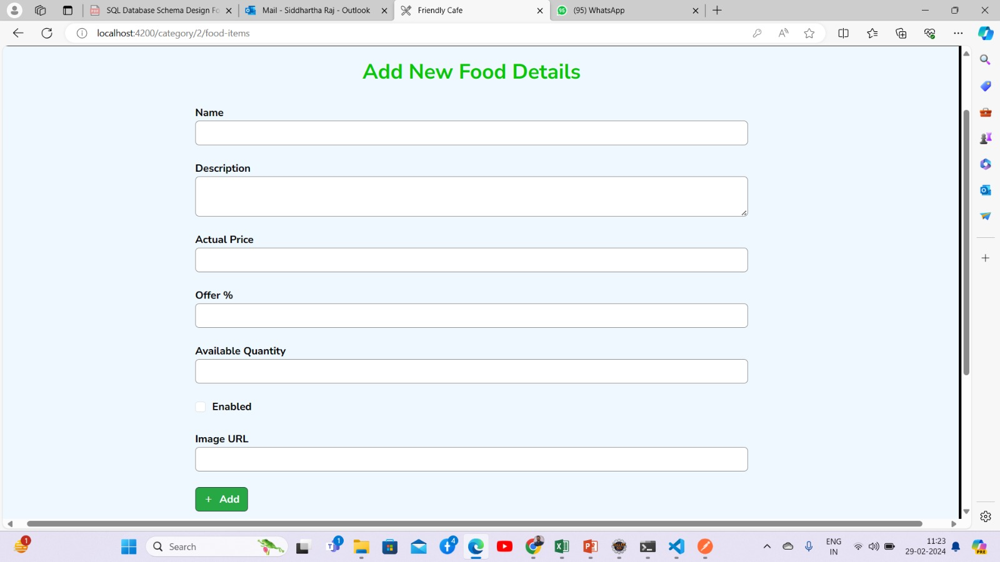 SQL Database Schema Design Fo
Mail - Siddhartha Raj - Outlook
Friendly Cafe
95
(95) WhatsApp
localhost:4200/category/2/food-items
Add New Food Details
Name
Description
Actual Price
Offer %
Available Quantity
Enabled
Image URL
+ Add
1
Search
1
4
ENG
IN
11:23
29-02-2024
PRE